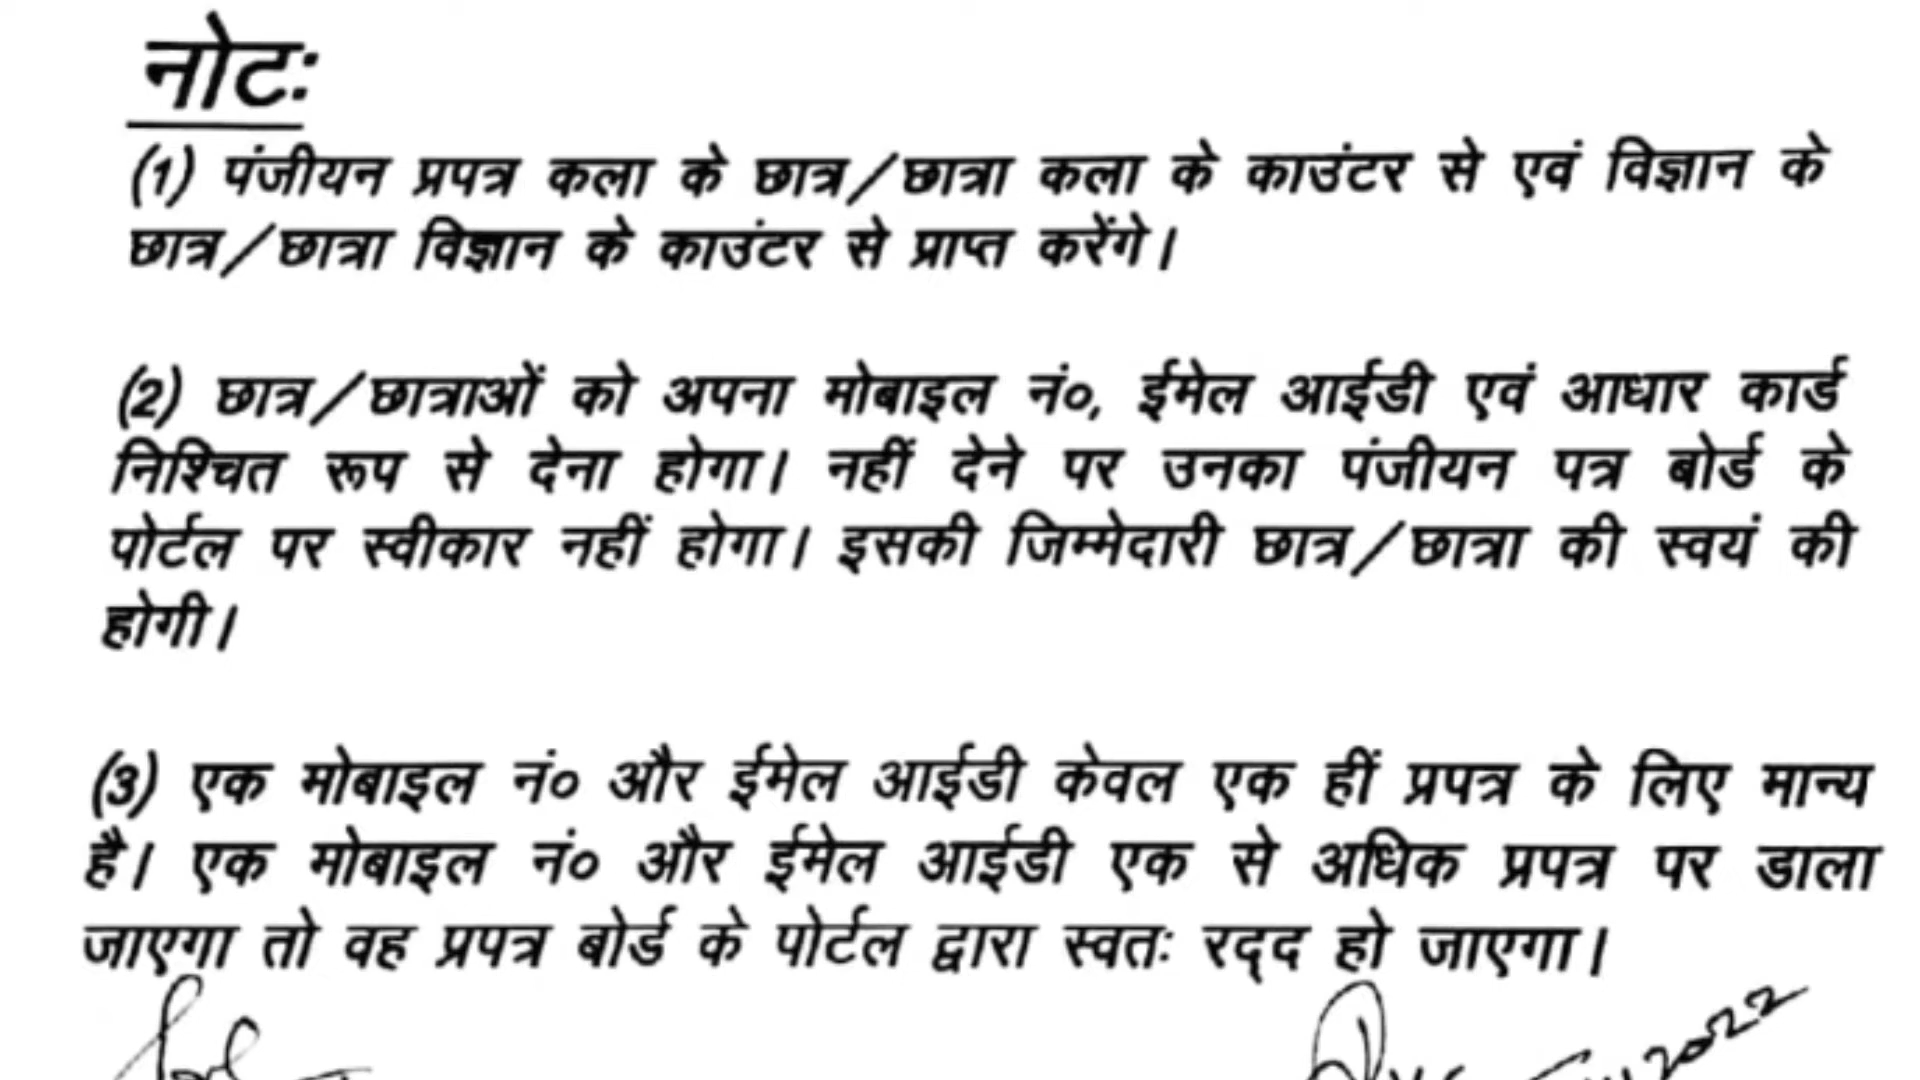 नोटः
(1) पंजीयन प्रपत्र कला के छात्र/छात्रा कला के काउंटर से एवं विज्ञान के
छात्र/छात्रा विज्ञान के काउंटर से प्राप्त करेंगे।
(2) छात्र/छात्राओं को अपना मोबाइल नं०, ईमेल आईडी एवं आधार कार्ड
निश्चित रूप से देना होगा। नहीं देने पर उनका पंजीयन पत्र बोर्ड के
पोर्टल पर स्वीकार नहीं होगा। इसकी जिम्मेदारी छात्र/छात्रा की स्वयं की
होगी।
(3) एक मोबाइल नं० और ईमेल आईडी केवल एक हीं प्रपत्र के लिए मान्य
है। एक मोबाइल नं० और ईमेल आईडी एक से अधिक प्रपत्र पर डाला
जाएगा तो वह प्रपत्र बोर्ड के पोर्टल द्वारा स्वतः रद्द हो जाएगा।
2022